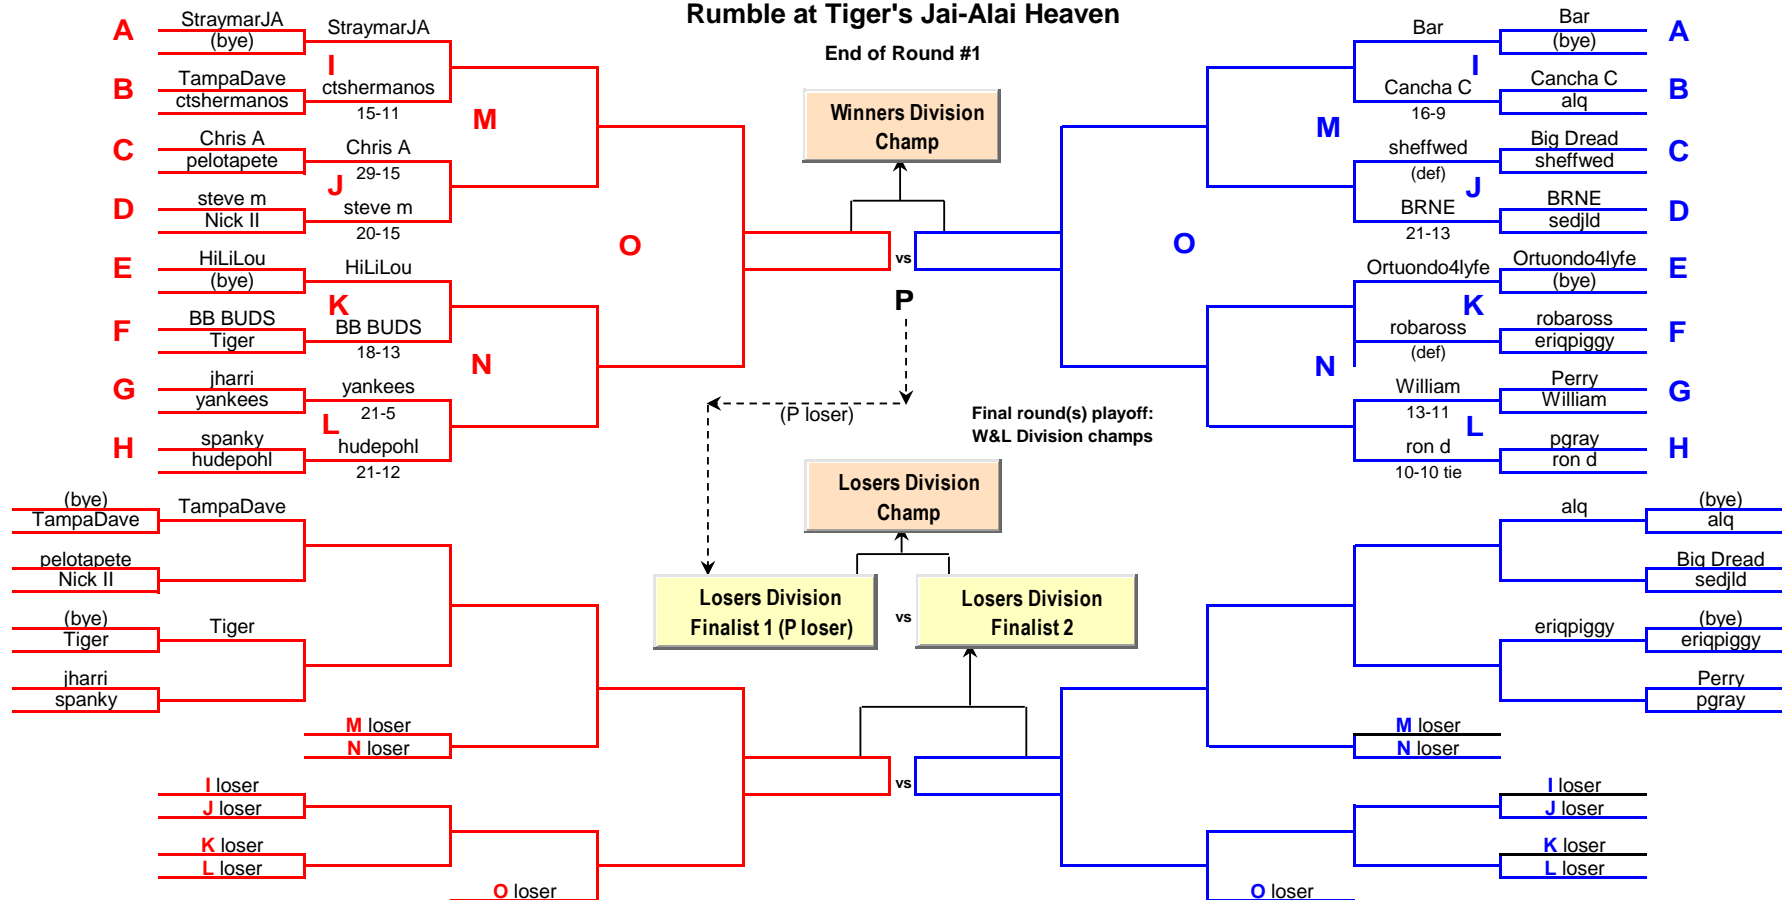 Rumble at Tiger's Jai-Alai Heaven
End of Round #1
A
StraymarJA
(bye)
StraymarJA
I
B
TampaDave
ctshermanos
ctshermanos
15-11
M
C
Chris A
pelotapete
Chris A
29-15
J
D
steve m
Nick II
steve m
20-15
O
E
HiLiLou
(bye)
HiLiLou
K
F
BB BUDS
Tiger
BB BUDS
18-13
N
G
jharri
yankees
yankees
21-5
L
H
spanky
hudepohl
hudepohl
21-12
Winners Division
Champ
vs
P
(P loser)
Final round(s) playoff:
W&L Division champs
Bar
Bar
(bye)
A
I
Cancha C
16-9
Cancha C
alq
B
M
sheffwed
(def)
Big Dread
sheffwed
C
J
BRNE
21-13
BRNE
sedjld
D
O
Ortuondo4lyfe
Ortuondo4lyfe
(bye)
E
K
robaross
(def)
robaross
eriqpiggy
F
N
William
13-11
Perry
William
G
L
ron d
10-10 tie
pgray
ron d
H
Losers Division
Champ
Losers Division
Finalist 1 (P loser)
vs
Losers Division
Finalist 2
(bye)
TampaDave
TampaDave
pelotapete
Nick II
(bye)
Tiger
Tiger
jharri
spanky
M loser
N loser
I loser
J loser
K loser
L loser
O loser
vs
alq
(bye)
alq
Big Dread
sedjld
eriqpiggy
(bye)
eriqpiggy
Perry
pgray
M loser
N loser
I loser
J loser
K loser
L loser
O loser